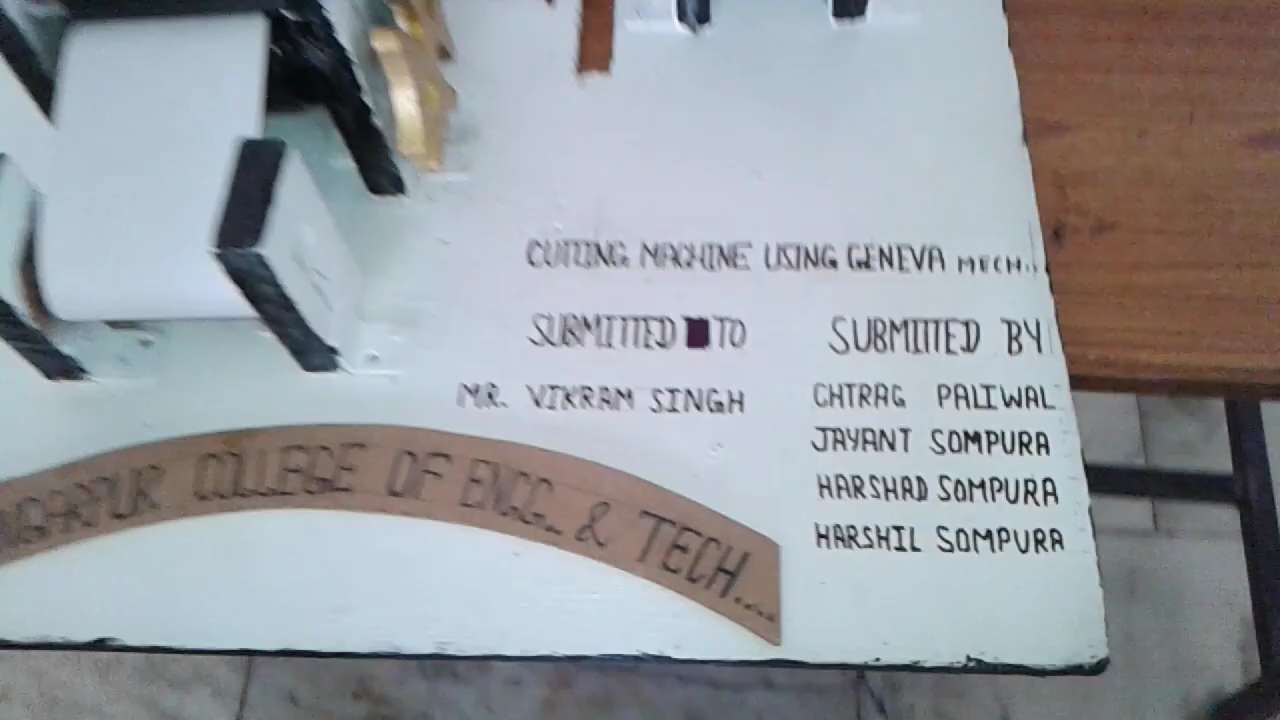 CUTTING MACHINE USING GENEVA MECH...
SUBMITTED TO
MR. VIKRAM SINGH
SUBMITTED BY
CHIRAG PALIWAL
JAYANT SOMPURA
HARSHAD SOMPURA
HARSHIL SOMPURA
COLLEGE OF ENGG. & TECH....